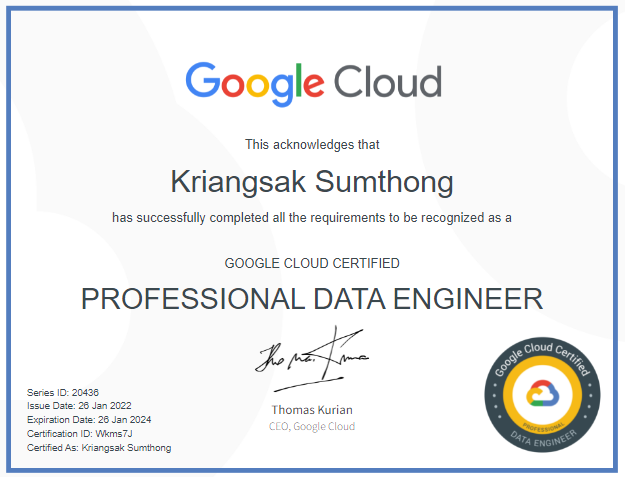 Google Cloud
This acknowledges that
Kriangsak Sumthong
has successfully completed all the requirements to be recognized as a
GOOGLE CLOUD CERTIFIED
PROFESSIONAL DATA ENGINEER
Thomas Kurian
CEO, Google Cloud
Series ID: 20436
Issue Date: 26 Jan 2022
Expiration Date: 26 Jan 2024
Certification ID: Wkms7J
Certified As: Kriangsak Sumthong
Google Cloud Certified
PROFESSIONAL
DATA ENGINEER